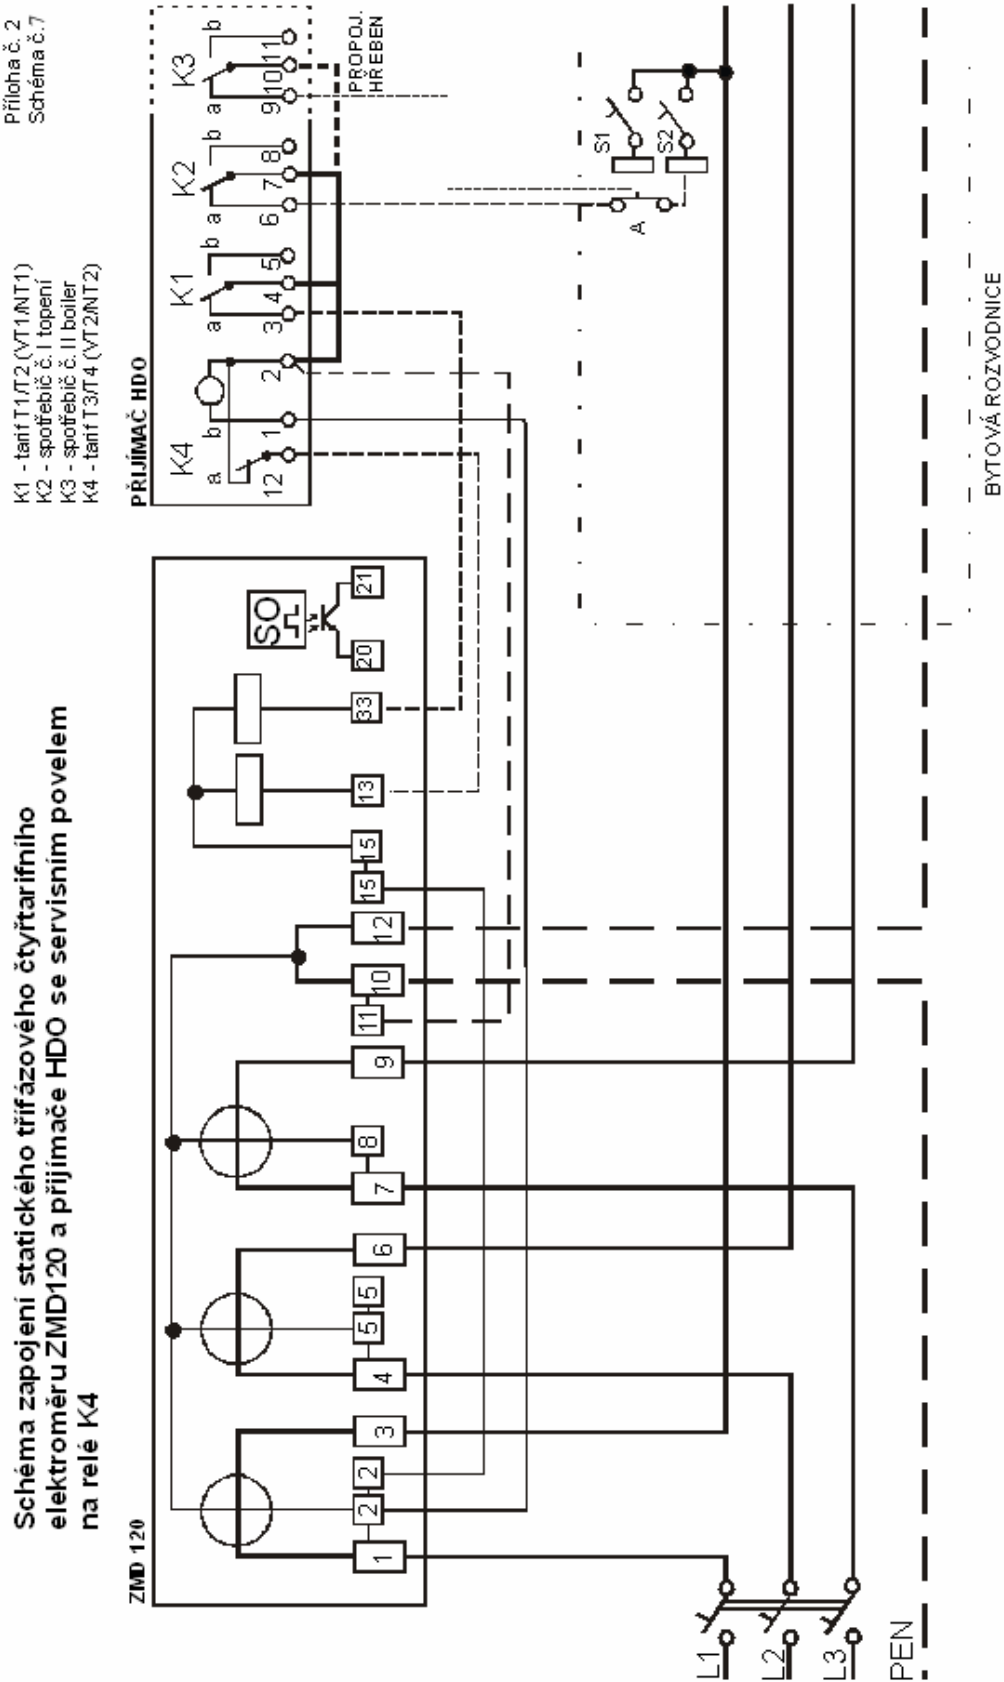 Příloha č. 2
Schéma č.7
Schéma zapojení statického třífázového čtyřtarifního
elektroměru ZMD120 a přijímače HDO se servisním povelem
na relé K4
K1 - tarif T1/T2 (VT1/NT1)
K2 - spotřebič č. I topení
K3 - spotřebič č. II boiler
K4 - tarif T3/T4 (VT2/NT2)
ZMD 120
1
2
2
3
4
5
5
6
7
8
9
11
10
12
15
15
13
33
20
21
SO
PŘIJÍMAČ HDO
K4
a
b
12
1
2
K1
a
b
3
4
5
K2
a
b
6
7
8
K3
a
b
9
10
11
PROPOJ.
HŘEBEN
S1
S2
A
L1
L2
L3
PEN
BYTOVÁ ROZVODNICE